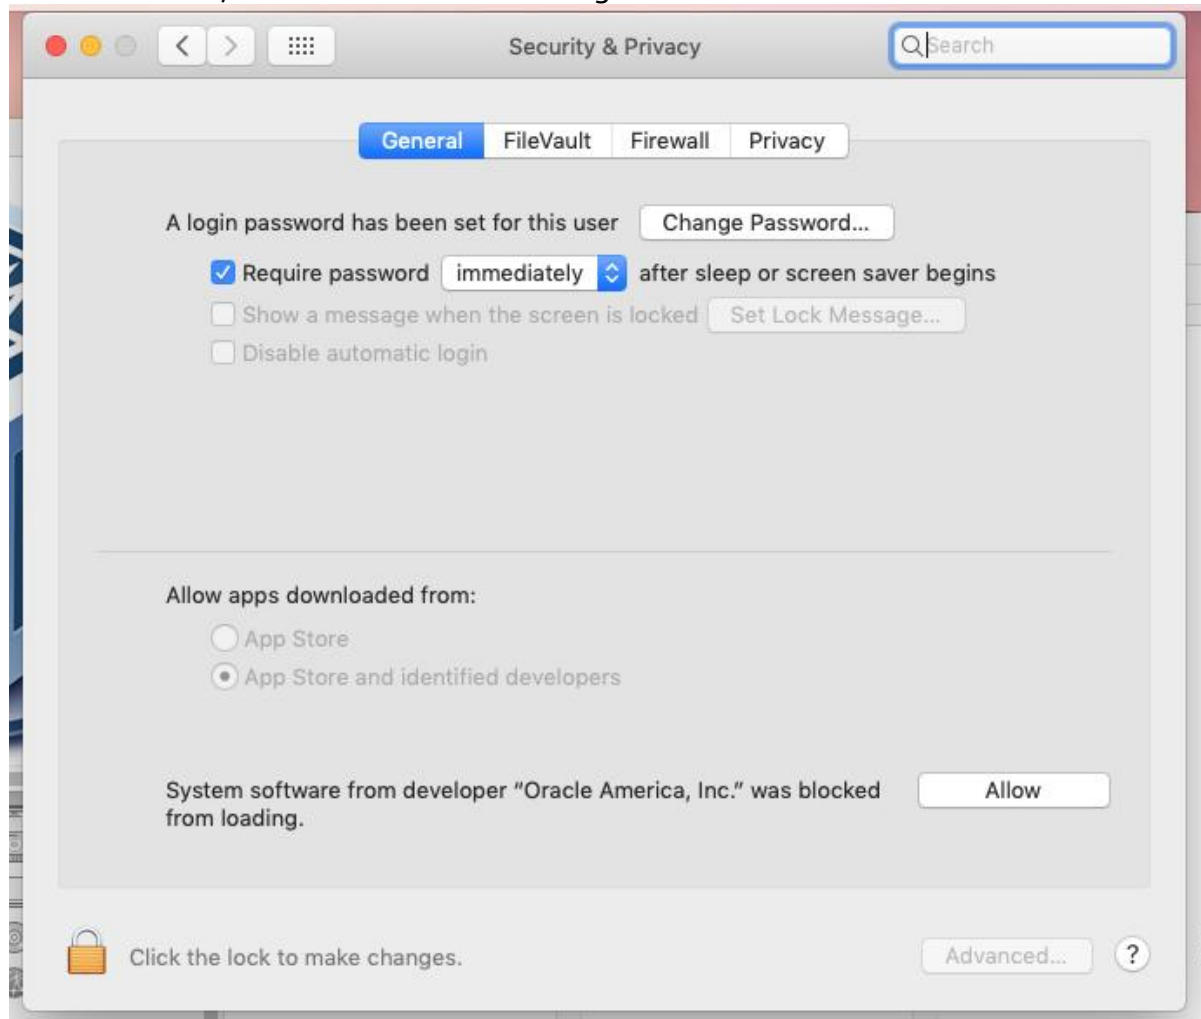 Security & Privacy
Search
General FileVault Firewall Privacy
A login password has been set for this user Change Password...
Require password immediately after sleep or screen saver begins
Show a message when the screen is locked Set Lock Message...
Disable automatic login
Allow apps downloaded from:
App Store
App Store and identified developers
System software from developer “Oracle America, Inc.” was blocked Allow
from loading.
Click the lock to make changes. Advanced... ?